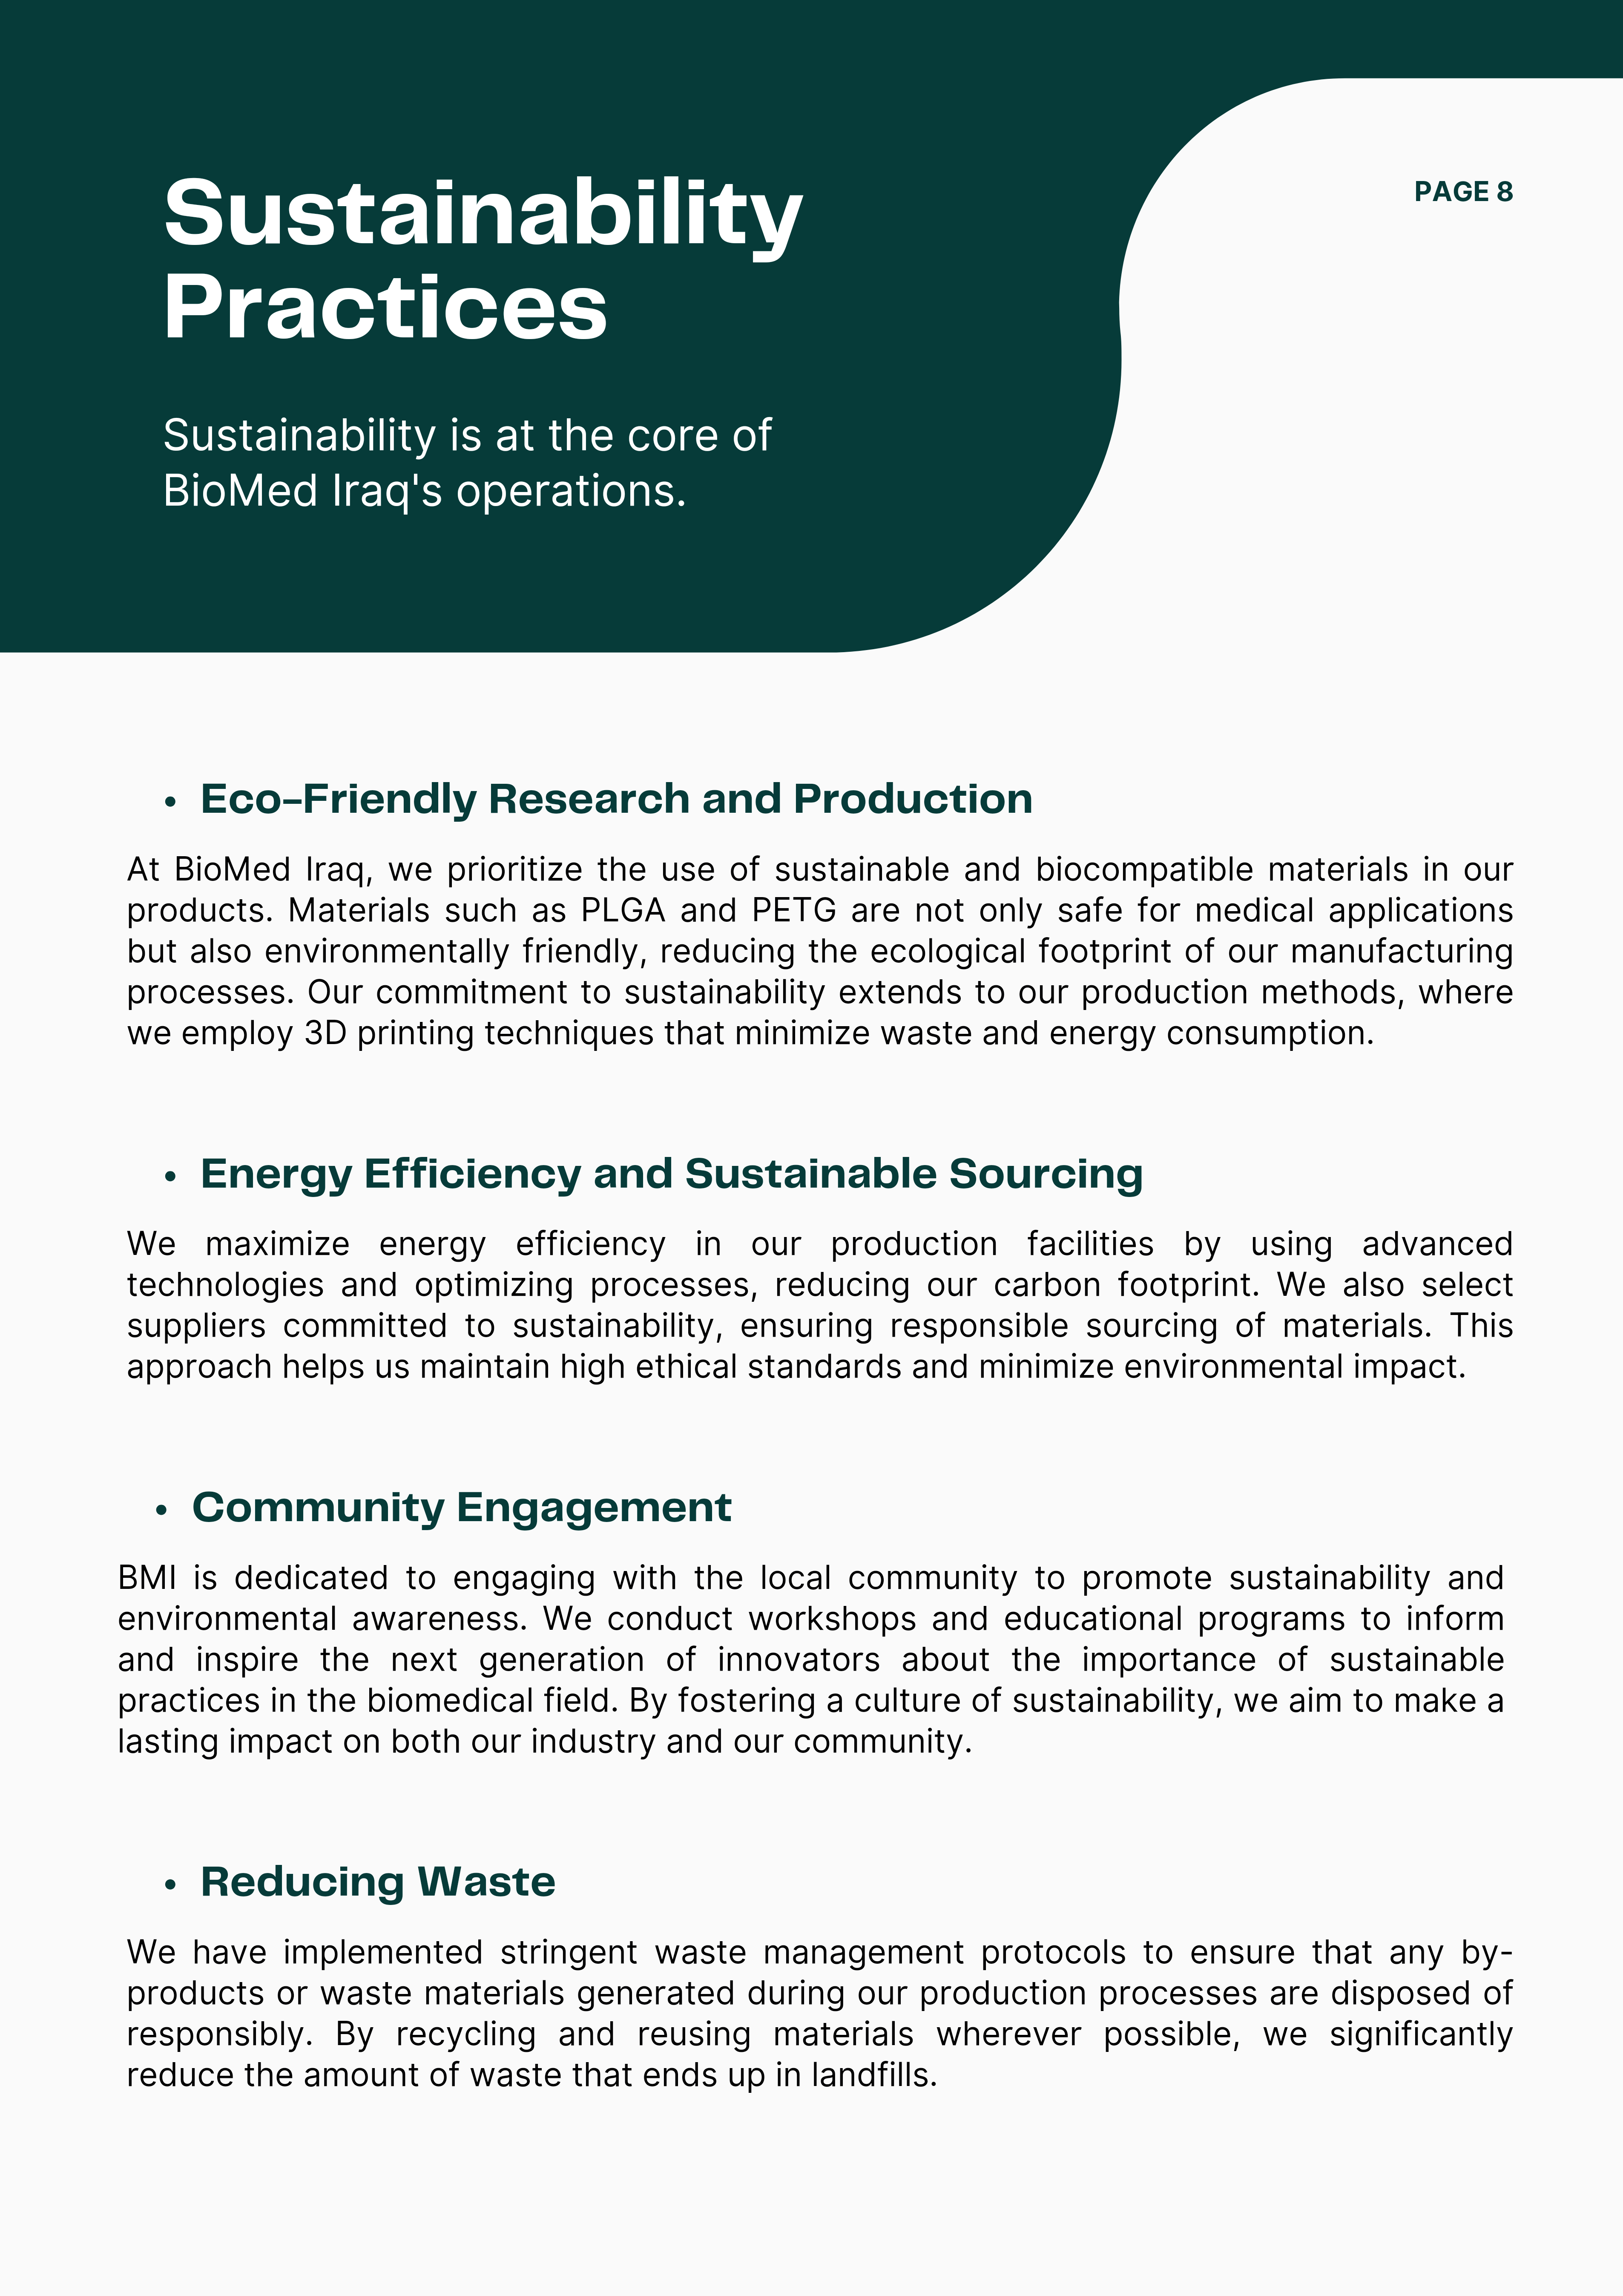 Sustainability
Practices
PAGE 8
Sustainability is at the core of
BioMed Iraq's operations.
• Eco-Friendly Research and Production
At BioMed Iraq, we prioritize the use of sustainable and biocompatible materials in our
products. Materials such as PLGA and PETG are not only safe for medical applications
but also environmentally friendly, reducing the ecological footprint of our manufacturing
processes. Our commitment to sustainability extends to our production methods, where
we employ 3D printing techniques that minimize waste and energy consumption.
• Energy Efficiency and Sustainable Sourcing
We maximize energy efficiency in our production facilities by using advanced
technologies and optimizing processes, reducing our carbon footprint. We also select
suppliers committed to sustainability, ensuring responsible sourcing of materials. This
approach helps us maintain high ethical standards and minimize environmental impact.
• Community Engagement
BMI is dedicated to engaging with the local community to promote sustainability and
environmental awareness. We conduct workshops and educational programs to inform
and inspire the next generation of innovators about the importance of sustainable
practices in the biomedical field. By fostering a culture of sustainability, we aim to make a
lasting impact on both our industry and our community.
• Reducing Waste
We have implemented stringent waste management protocols to ensure that any by-
products or waste materials generated during our production processes are disposed of
responsibly. By recycling and reusing materials wherever possible, we significantly
reduce the amount of waste that ends up in landfills.